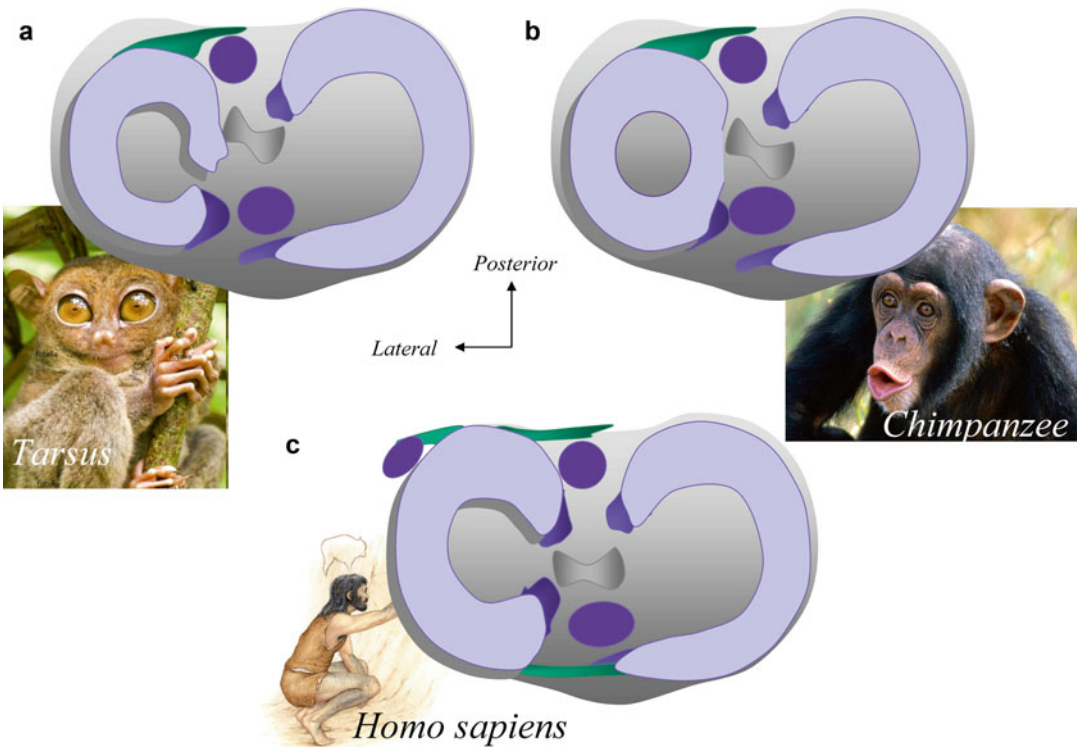 a
b
Posterior
Lateral
Tarsus
Chimpanzee
c
Homo sapiens